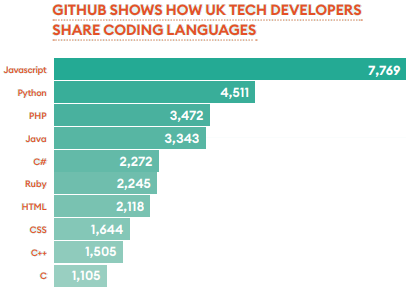 GITHUB SHOWS HOW UK TECH DEVELOPERS
SHARE CODING LANGUAGES
Javascript 7,769
Python 4,511
PHP 3,472
Java 3,343
C# 2,272
Ruby 2,245
HTML 2,118
CSS 1,644
C++ 1,505
C 1,105